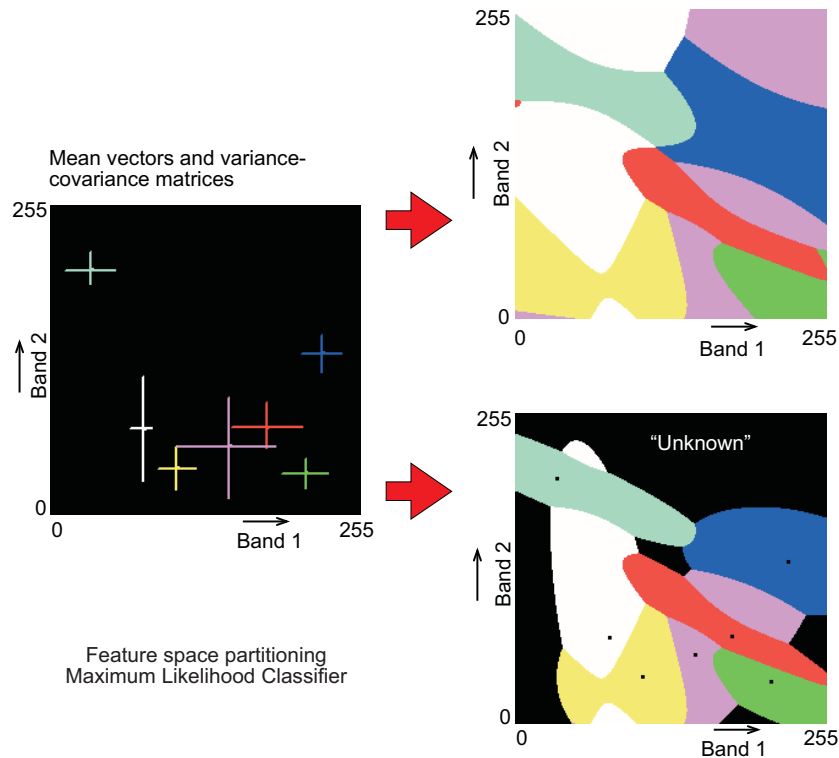 Mean vectors and variance-
covariance matrices
255
Band 2
0
0
255
Band 1
Feature space partitioning
Maximum Likelihood Classifier
255
Band 2
0
0
255
Band 1
255
“Unknown”
Band 2
0
0
255
Band 1